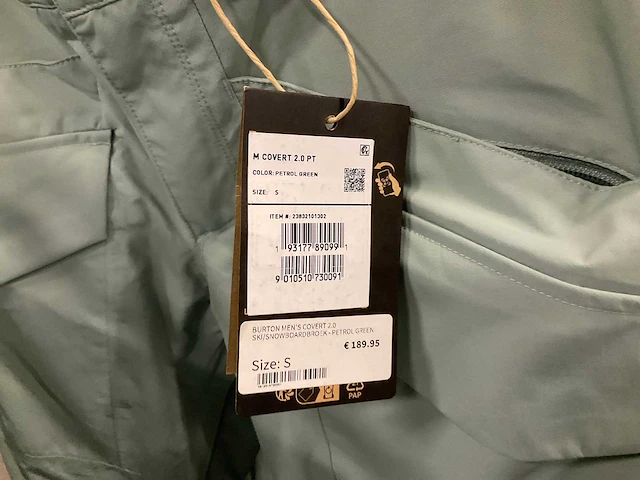 M COVERT 2.0 PT
COLOR: PETROL GREEN
SIZE: S
ITEM #: 23832101302
1 93177 89099 1
9 010510 730091
BURTON MEN'S COVERT 2.0
SKI/SNOWBOARDBROEK - PETROL GREEN
€ 189.95
Size: S
PAP